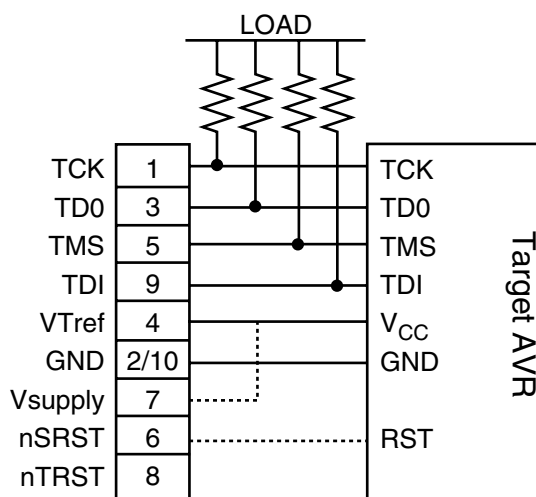 LOAD
TCK 1 TCK
TD0 3 TD0
TMS 5 TMS
TDI 9 TDI
VTref 4 VCC
GND 2/10 GND
Vsupply 7
nSRST 6 RST
nTRST 8
Target AVR